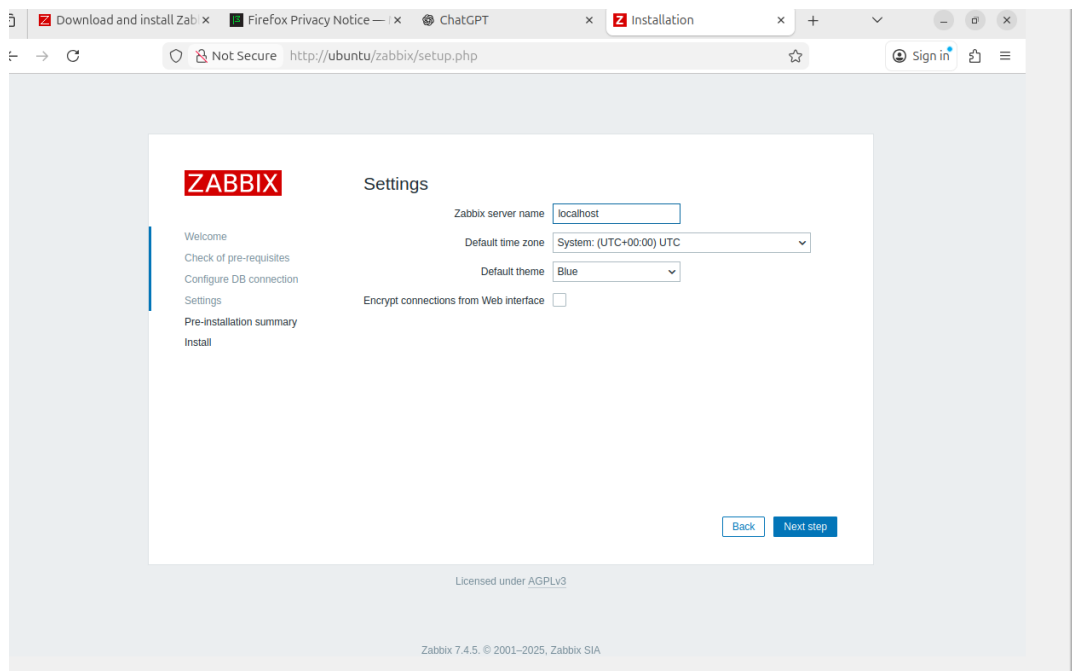 Download and install Zab
Firefox Privacy Notice —
ChatGPT
Installation
Not Secure http://ubuntu/zabbix/setup.php
Sign in
ZABBIX
Welcome
Check of pre-requisites
Configure DB connection
Settings
Pre-installation summary
Install
Settings
Zabbix server name localhost
Default time zone System: (UTC+00:00) UTC
Default theme Blue
Encrypt connections from Web interface
Back Next step
Licensed under AGPLv3
Zabbix 7.4.5. © 2001–2025, Zabbix SIA